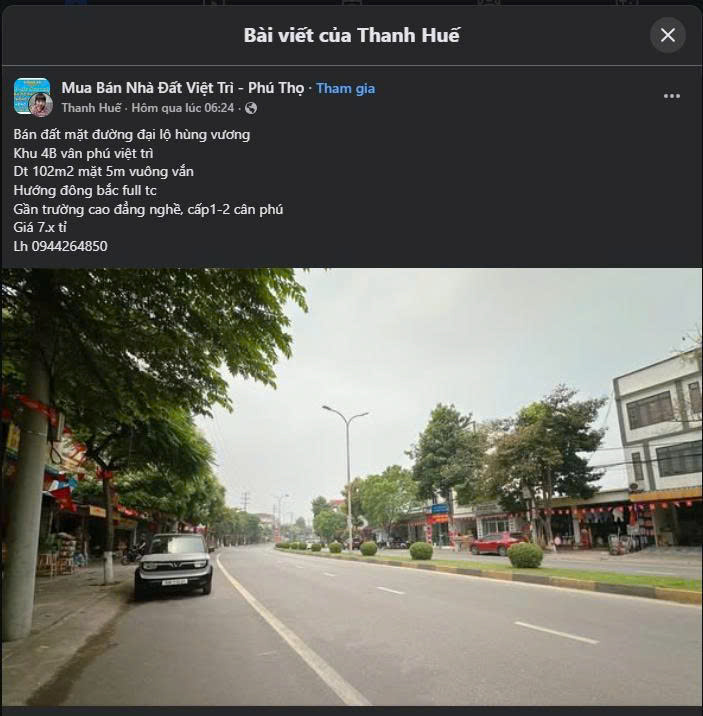 Bài viết của Thanh Huế
Mua Bán Nhà Đất Việt Trì - Phú Thọ · Tham gia
Thanh Huế · Hôm qua lúc 06:24 ·
Bán đất mặt đường đại lộ hùng vương
Khu 4B vân phú việt trì
Dt 102m2 mặt 5m vuông vắn
Hướng đông bắc full tc
Gần trường cao đẳng nghề, cấp1-2 cân phú
Giá 7.x tỉ
Lh 0944264850